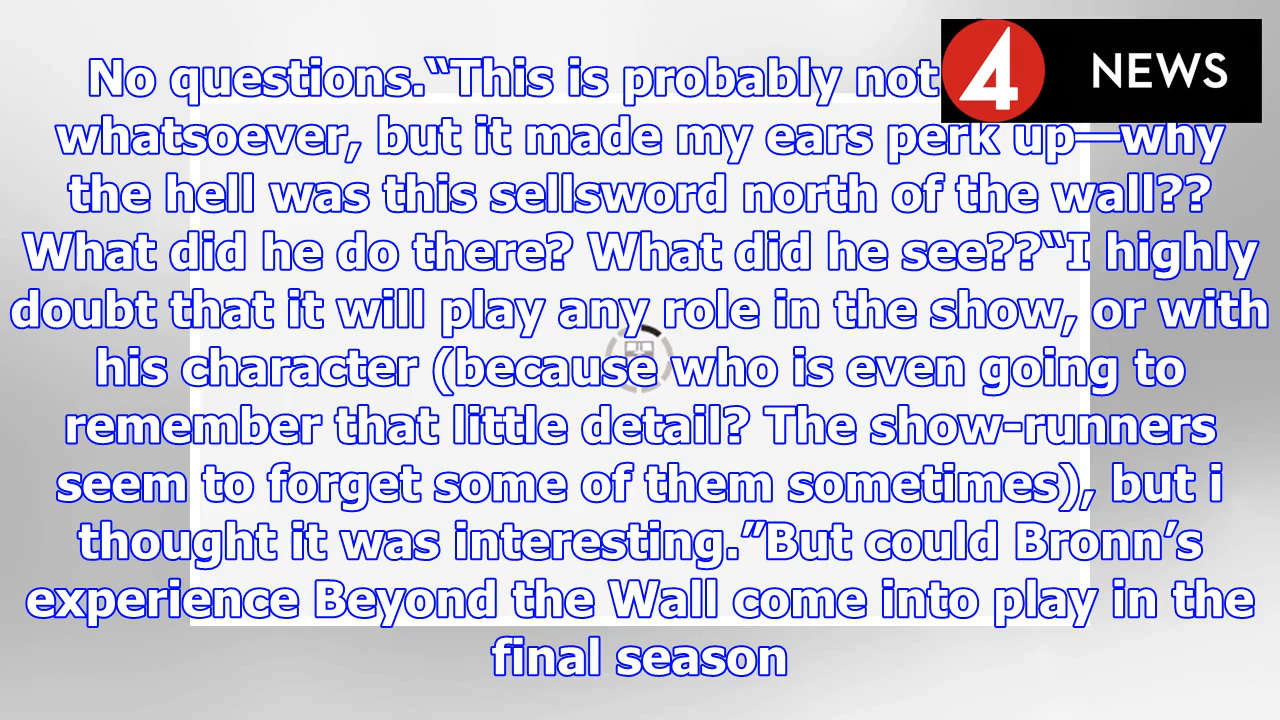 No questions.“This is probably not
4 NEWS
whatsoever, but it made my ears perk up—why
the hell was this sellsword north of the wall??
What did he do there? What did he see??“I highly
doubt that it will play any role in the show, or with
his character (because who is even going to
remember that little detail? The show-runners
seem to forget some of them sometimes), but i
thought it was interesting.”But could Bronn’s
experience Beyond the Wall come into play in the
final season